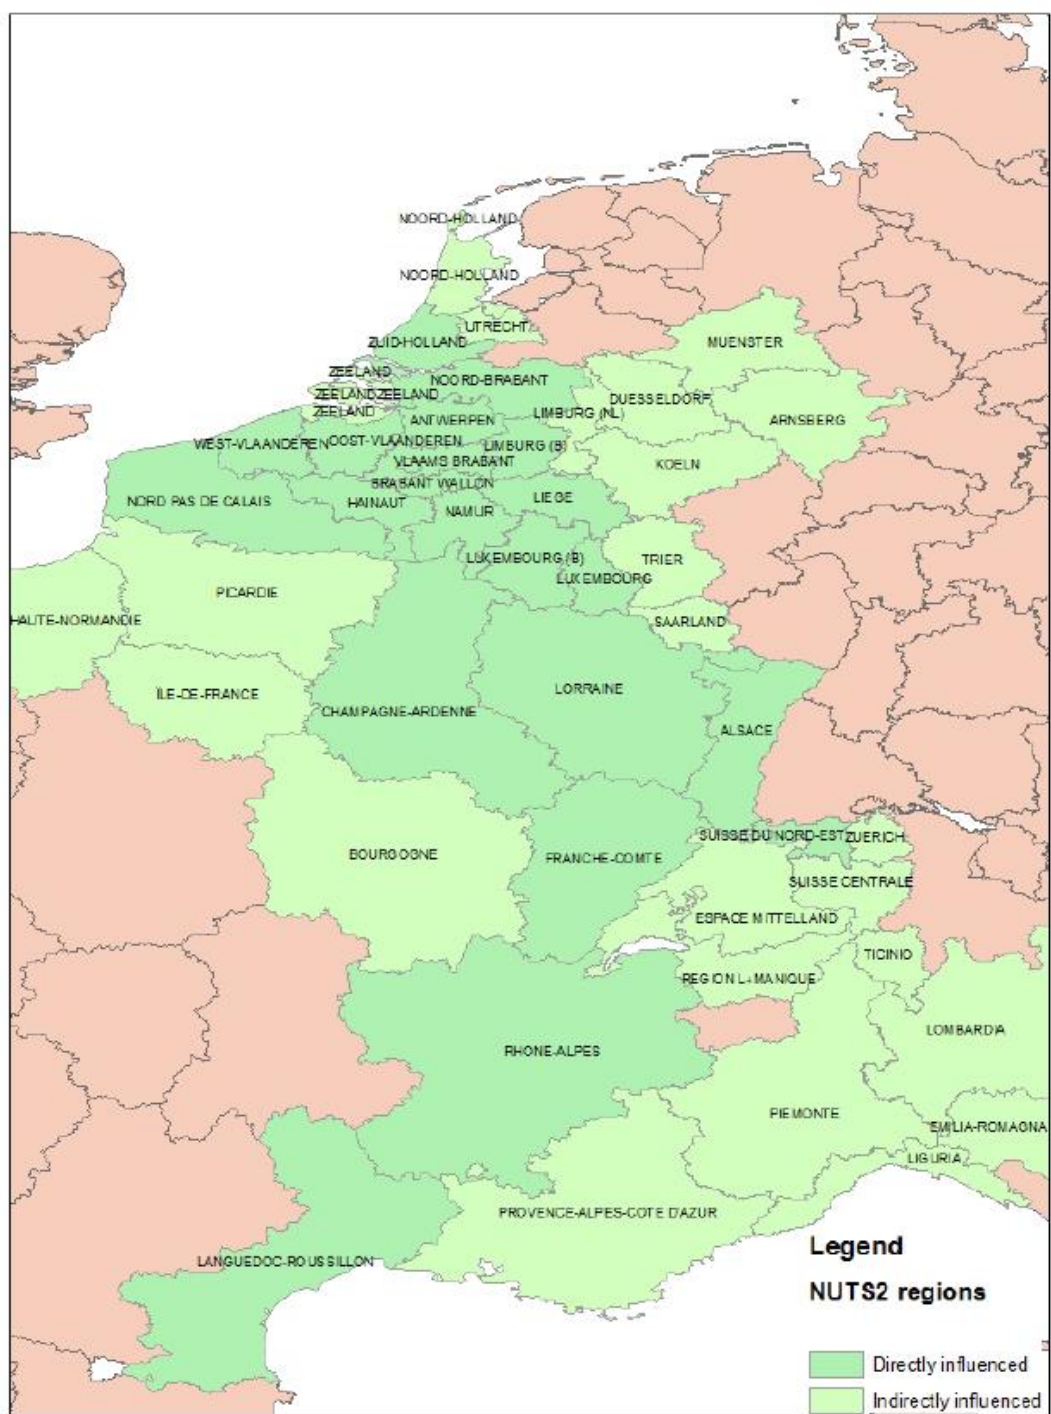 NOORD-HOLLAND
NOORD-HOLLAND
UTRECHT
ZUID-HOLLAND
MUENSTER
ZEELAND
NOORD-BRABANT
ZEELANDZEELAND
DUESSELDORF
ZEELAND
LIMBURG (NL)
ANTWERPEN
ARNSBERG
WEST-VLAANDEREN
OOST-VLAANDEREN
LIMBURG (B)
VLAAMS BRABANT
KOELN
BRABANT WALLON
NORD PAS DE CALAIS
HAINAUT
LIEGE
NAMUR
LUXEMBOURG (B)
TRIER
LUXEMBOURG
PICARDIE
HAUTE-NORMANDIE
SAARLAND
ÎLE-DE-FRANCE
LORRAINE
CHAMPAGNE-ARDENNE
ALSACE
SUISSE DU NORD-EST
ZUERICH
BOURGOGNE
FRANCHE-COMTE
SUISSE CENTRALE
ESPACE MITTELLAND
TICINIO
REGION L+MANIQUE
LOMBARDIA
RHONE-ALPES
PIEMONTE
EMILIA-ROMAGNA
LIGURIA
PROVENCE-ALPES-COTE D'AZUR
LANGUEDOC-ROUSSILLON
Legend
NUTS2 regions
Directly influenced
Indirectly influenced